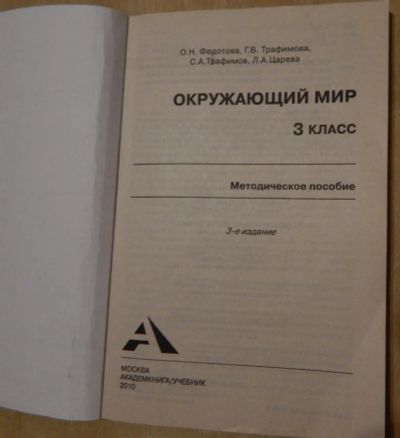 О.Н. Федотова, Г.В. Трафимова,
С.А.Трафимов, Л.А.Царева
ОКРУЖАЮЩИЙ МИР
3 КЛАСС
Методическое пособие
3-е издание
МОСКВА
АКАДЕМКНИГА/УЧЕБНИК
2010